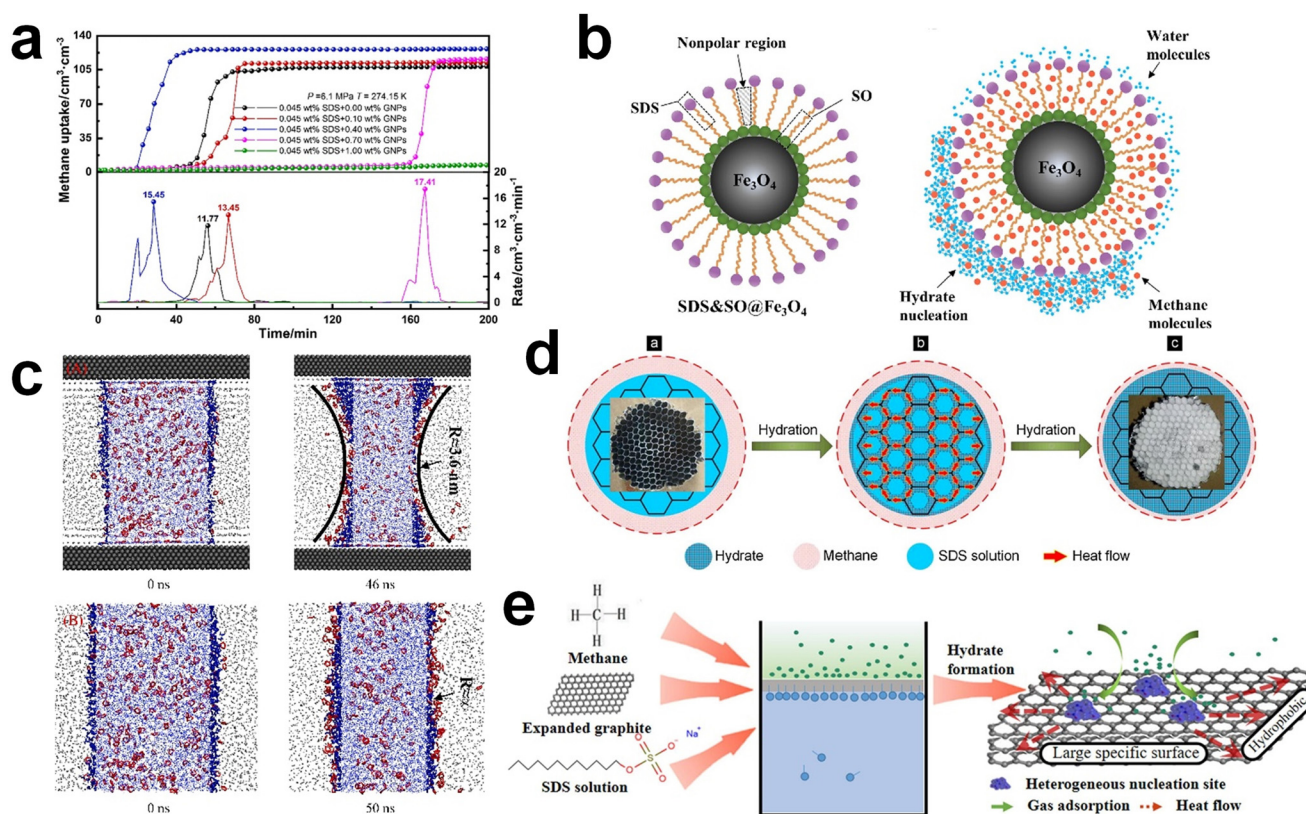 a
Methane uptake/cm³·cm⁻³
140
105
70
35
0
P =6.1 MPa T = 274.15 K
0.045 wt% SDS+0.00 wt% GNPs
0.045 wt% SDS+0.10 wt% GNPs
0.045 wt% SDS+0.40 wt% GNPs
0.045 wt% SDS+0.70 wt% GNPs
0.045 wt% SDS+1.00 wt% GNPs
20
16
12
8
4
0
Rate/cm³·cm⁻³·min⁻¹
15.45
11.77
13.45
17.41
0
40
80
120
160
200
Time/min
b
Nonpolar region
SDS
SO
Fe₃O₄
SDS&SO@Fe₃O₄
Water
molecules
Fe₃O₄
Hydrate
nucleation
Methane
molecules
c
(A)
R≈3.6 nm
0 ns
46 ns
(B)
R≈∞
0 ns
50 ns
d
a
b
c
Hydration
Hydration
Hydrate
Methane
SDS solution
Heat flow
e
H
H C H
H
Methane
Expanded graphite
O
O⁻
Na⁺
S
O
O
SDS solution
Hydrate
formation
Large specific surface
Hydrophobic
Heterogeneous nucleation site
Gas adsorption
Heat flow